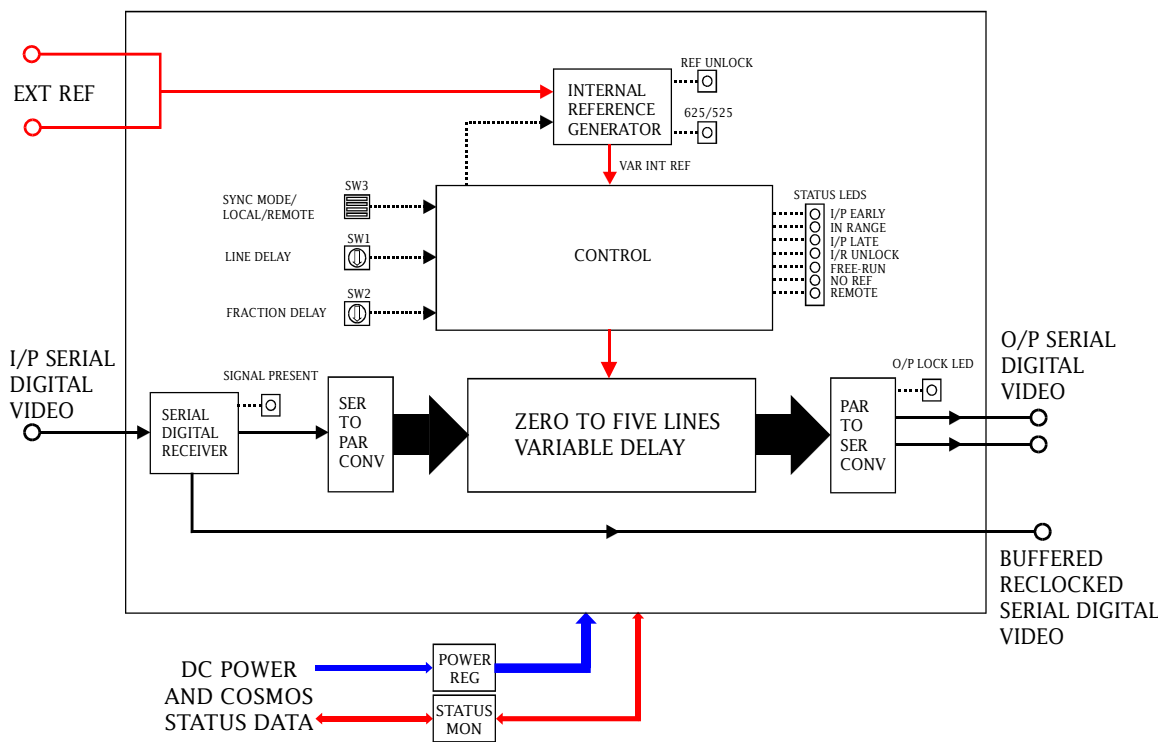 EXT REF
INTERNAL
REFERENCE
GENERATOR
REF UNLOCK
625/525
VAR INT REF
SW3
SYNC MODE/
LOCAL/REMOTE
SW1
LINE DELAY
SW2
FRACTION DELAY
CONTROL
STATUS LEDS
I/P EARLY
IN RANGE
I/P LATE
I/R UNLOCK
FREE-RUN
NO REF
REMOTE
I/P SERIAL
DIGITAL
VIDEO
SIGNAL PRESENT
SERIAL
DIGITAL
RECEIVER
SER
TO
PAR
CONV
ZERO TO FIVE LINES
VARIABLE DELAY
PAR
TO
SER
CONV
O/P LOCK LED
O/P SERIAL
DIGITAL
VIDEO
BUFFERED
RECLOCKED
SERIAL DIGITAL
VIDEO
DC POWER
AND COSMOS
STATUS DATA
POWER
REG
STATUS
MON